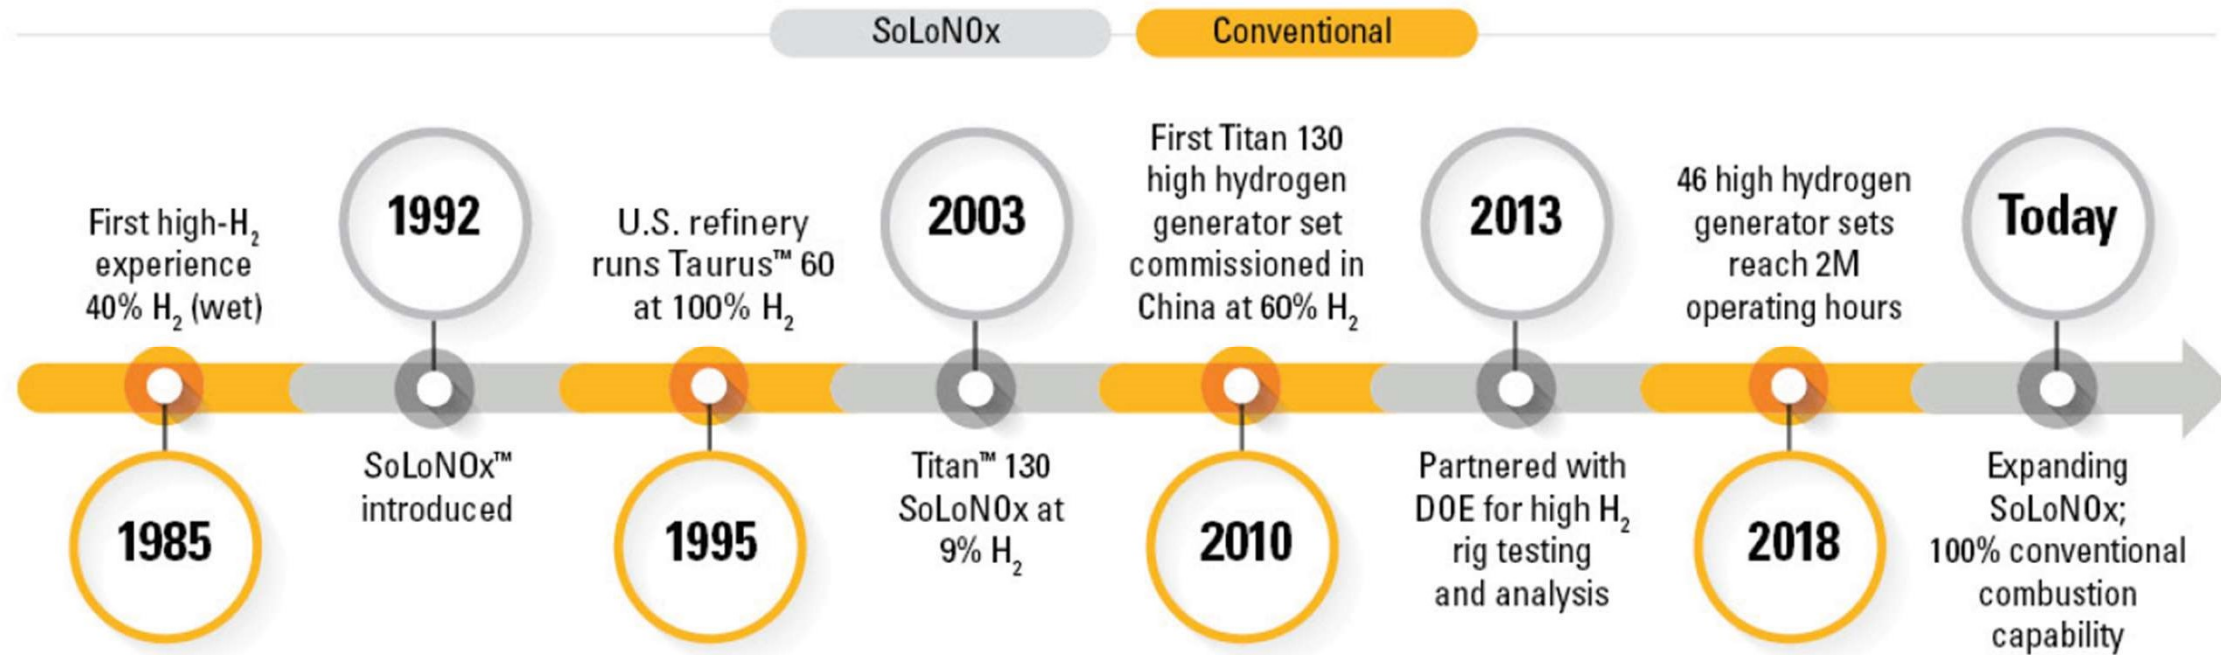 SoLoNOx
Conventional
First high-H₂
experience
40% H₂ (wet)
1985
1992
SoLoNOx™
introduced
U.S. refinery
runs Taurus™ 60
at 100% H₂
1995
2003
Titan™ 130
SoLoNOx at
9% H₂
First Titan 130
high hydrogen
generator set
commissioned in
China at 60% H₂
2010
2013
Partnered with
DOE for high H₂
rig testing
and analysis
46 high hydrogen
generator sets
reach 2M
operating hours
2018
Today
Expanding
SoLoNOx;
100% conventional
combustion
capability